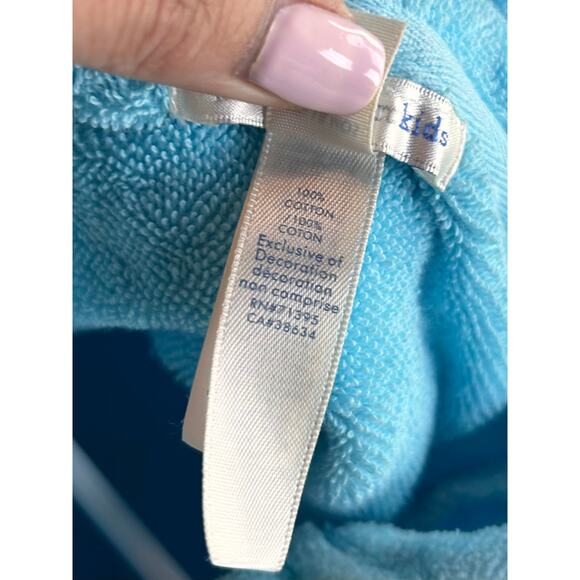 kids
100%
COTTON
/100%
COTON
Exclusive of
Decoration
décoration
non comprise
RN#71395
CA#38634